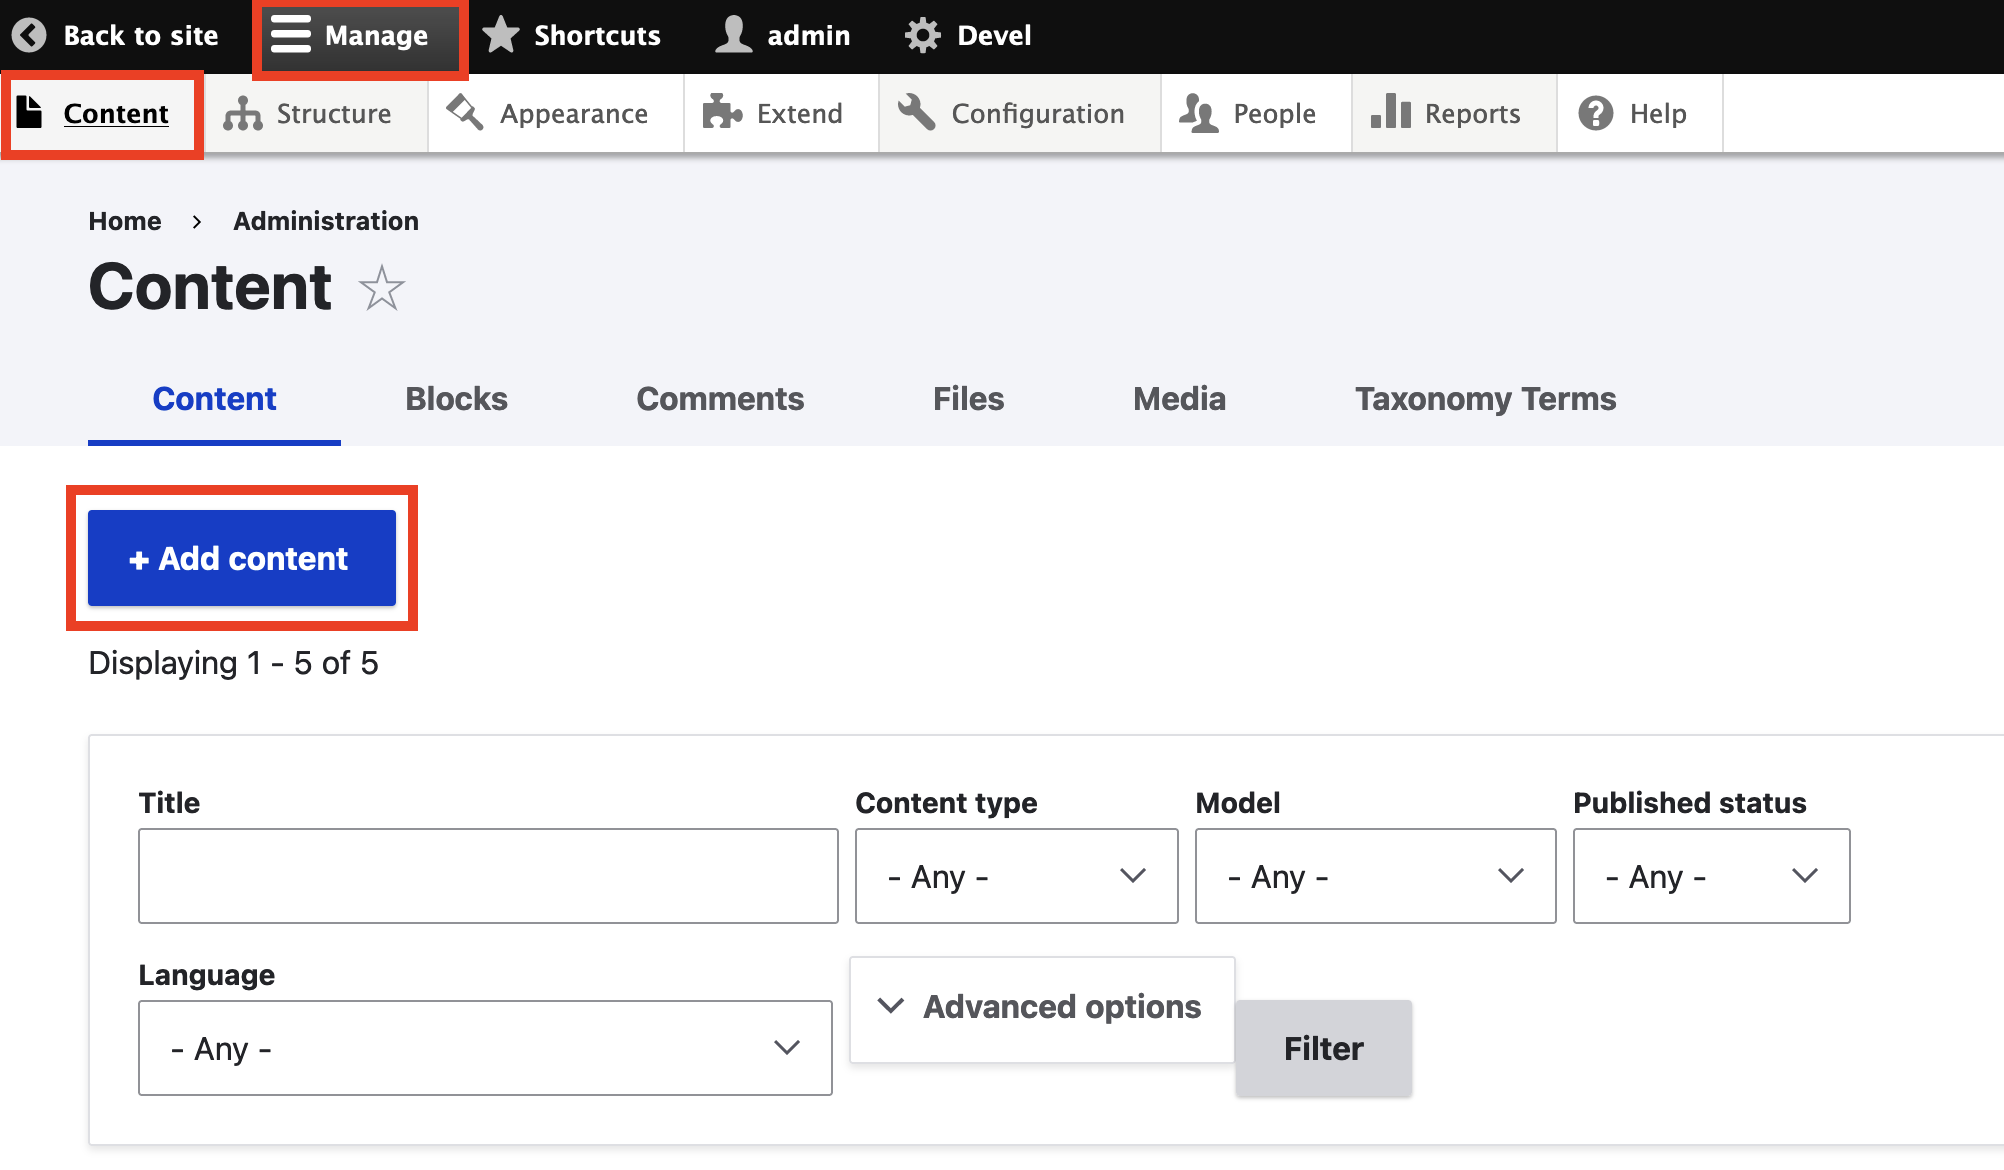 Back to site Manage Shortcuts admin Devel
Content Structure Appearance Extend Configuration People Reports Help
Home › Administration
Content
Content Blocks Comments Files Media Taxonomy Terms
+ Add content
Displaying 1 - 5 of 5
Title Content type Model Published status
- Any - - Any - - Any -
Language
Advanced options
- Any - Filter